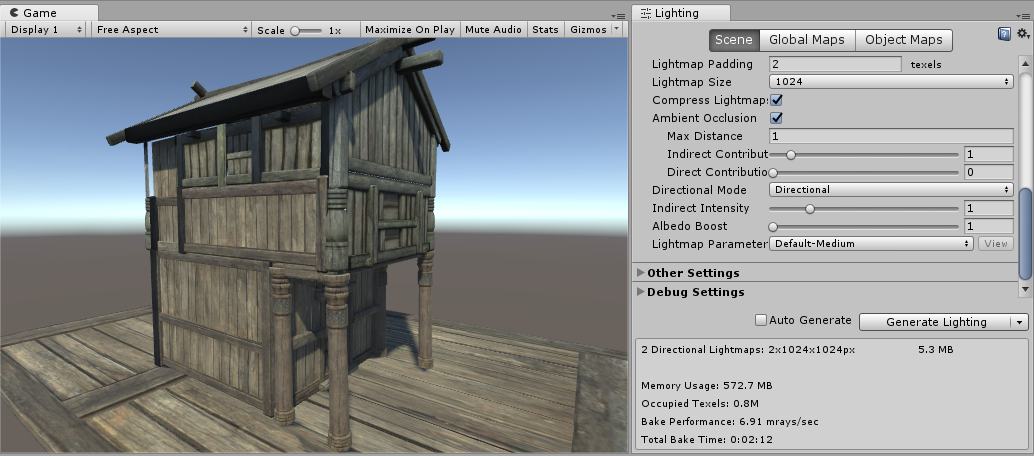 Game
Display 1 Free Aspect Scale 1x Maximize On Play Mute Audio Stats Gizmos
Lighting
Scene Global Maps Object Maps
Lightmap Padding 2 texels
Lightmap Size 1024
Compress Lightmaps
Ambient Occlusion
Max Distance 1
Indirect Contribut 1
Direct Contributio 0
Directional Mode Directional
Indirect Intensity 1
Albedo Boost 1
Lightmap Parameter Default-Medium View
Other Settings
Debug Settings
Auto Generate Generate Lighting
2 Directional Lightmaps: 2x1024x1024px 5.3 MB
Memory Usage: 572.7 MB
Occupied Texels: 0.8M
Bake Performance: 6.91 mrays/sec
Total Bake Time: 0:02:12